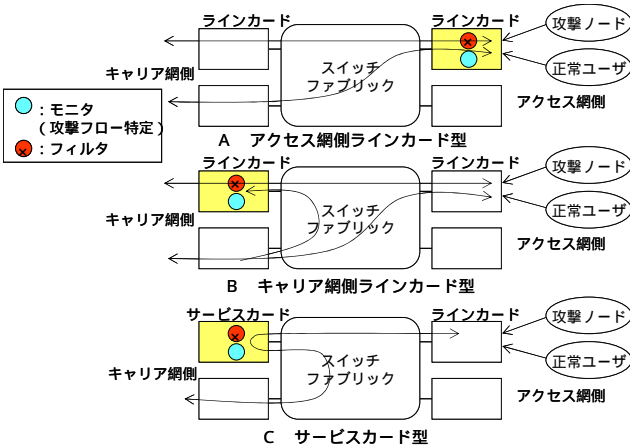 ラインカード
ラインカード
攻撃ノード
スイッチ
ファブリック
正常ユーザ
キャリア網側
アクセス網側
：モニタ
（攻撃フロー特定）
：フィルタ
A アクセス網側ラインカード型
ラインカード
ラインカード
攻撃ノード
スイッチ
ファブリック
正常ユーザ
キャリア網側
アクセス網側
B キャリア網側ラインカード型
サービスカード
ラインカード
攻撃ノード
スイッチ
ファブリック
正常ユーザ
キャリア網側
アクセス網側
C サービスカード型